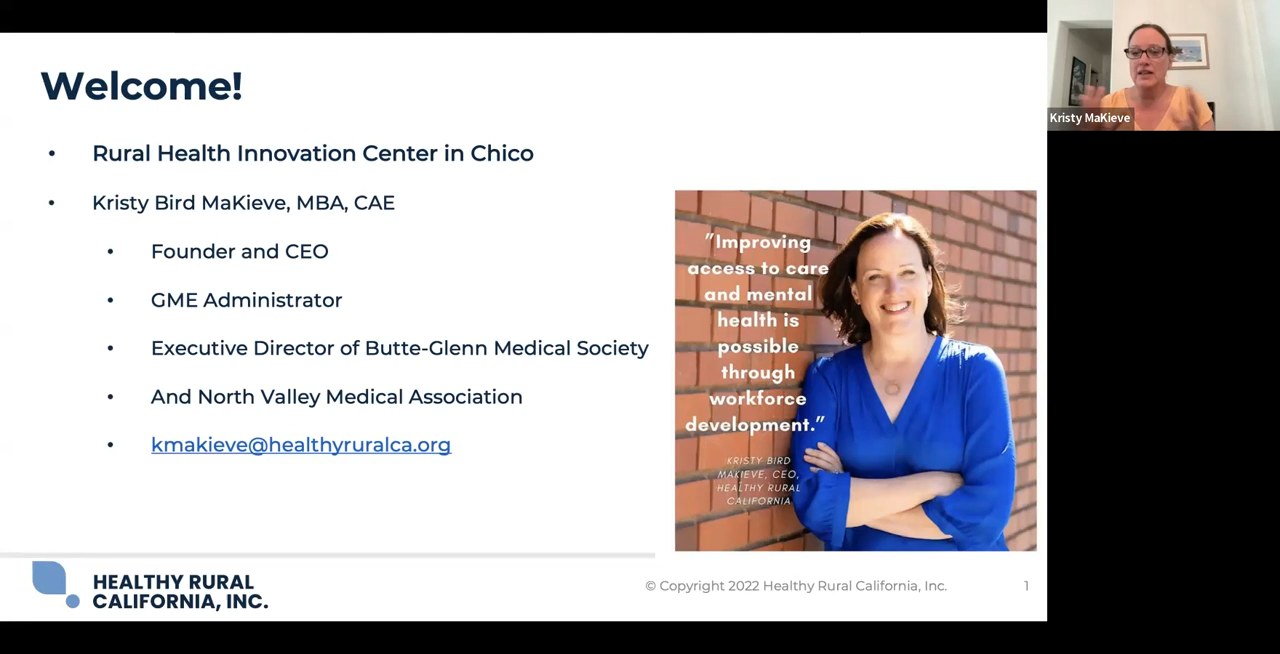 Welcome!
• Rural Health Innovation Center in Chico
• Kristy Bird MaKieve, MBA, CAE
• Founder and CEO
• GME Administrator
• Executive Director of Butte-Glenn Medical Society
• And North Valley Medical Association
• kmakieve@healthyruralca.org
"Improving
access to care
and mental
health is
possible
through
workforce
development."
KRISTY BIRD
MAKIEVE, CEO,
HEALTHY RURAL
CALIFORNIA
HEALTHY RURAL
CALIFORNIA, INC.
© Copyright 2022 Healthy Rural California, Inc.
1
Kristy MaKieve